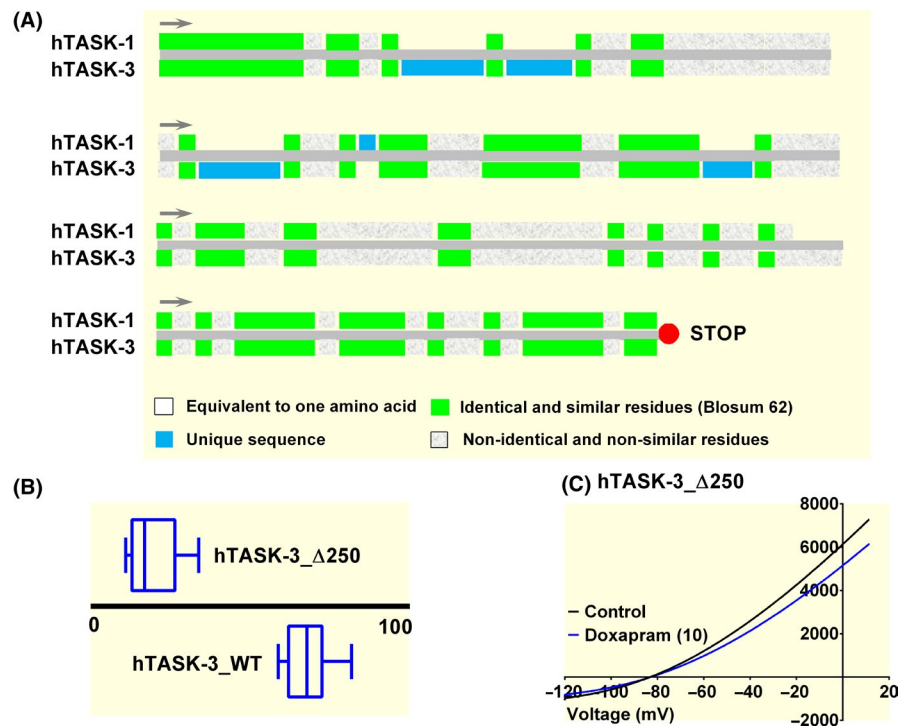 (A)
hTASK-1
hTASK-3
hTASK-1
hTASK-3
hTASK-1
hTASK-3
hTASK-1
hTASK-3
STOP
Equivalent to one amino acid
Identical and similar residues (Blosum 62)
Unique sequence
Non-identical and non-similar residues
(B)
hTASK-3_Δ250
0
100
hTASK-3_WT
(C) hTASK-3_Δ250
8000
6000
4000
2000
Control
Doxapram (10)
−120 −100 −80 −60 −40 −20 0 20
Voltage (mV)
−2000